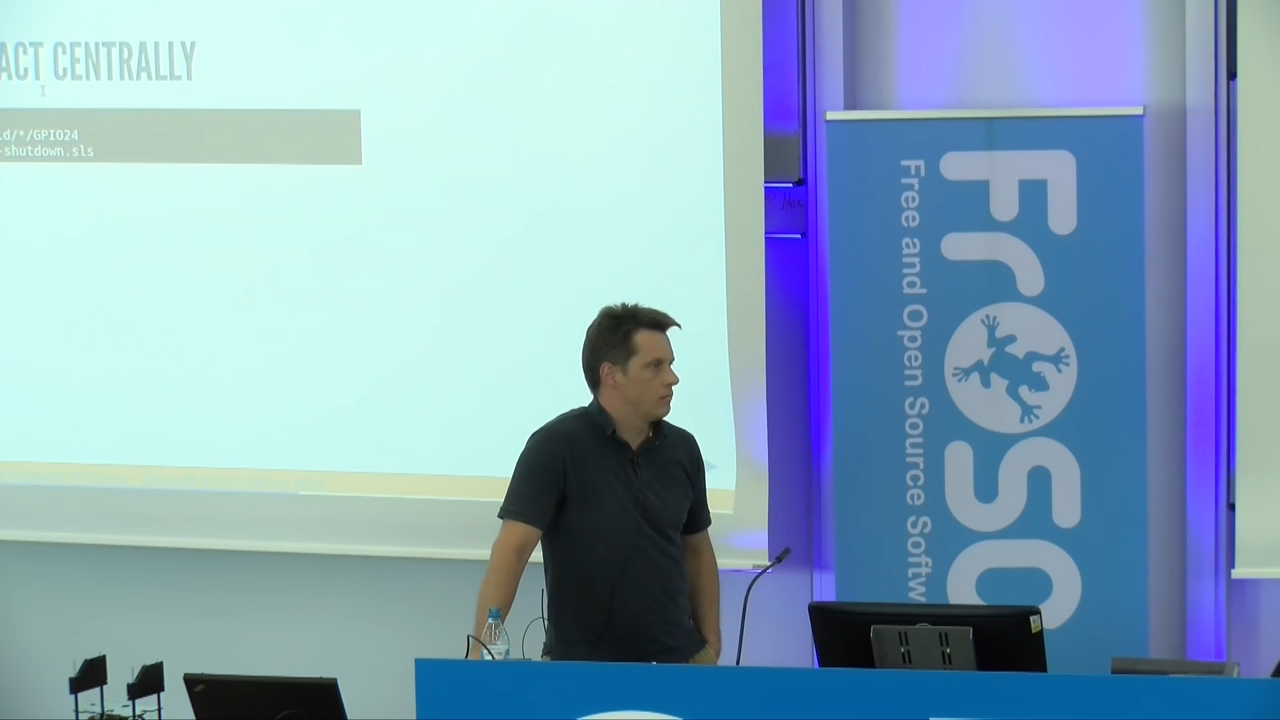 ACT CENTRALLY
ld/*/GPIO24
-shutdown.sls
FrOSC
Free and Open Source Softw